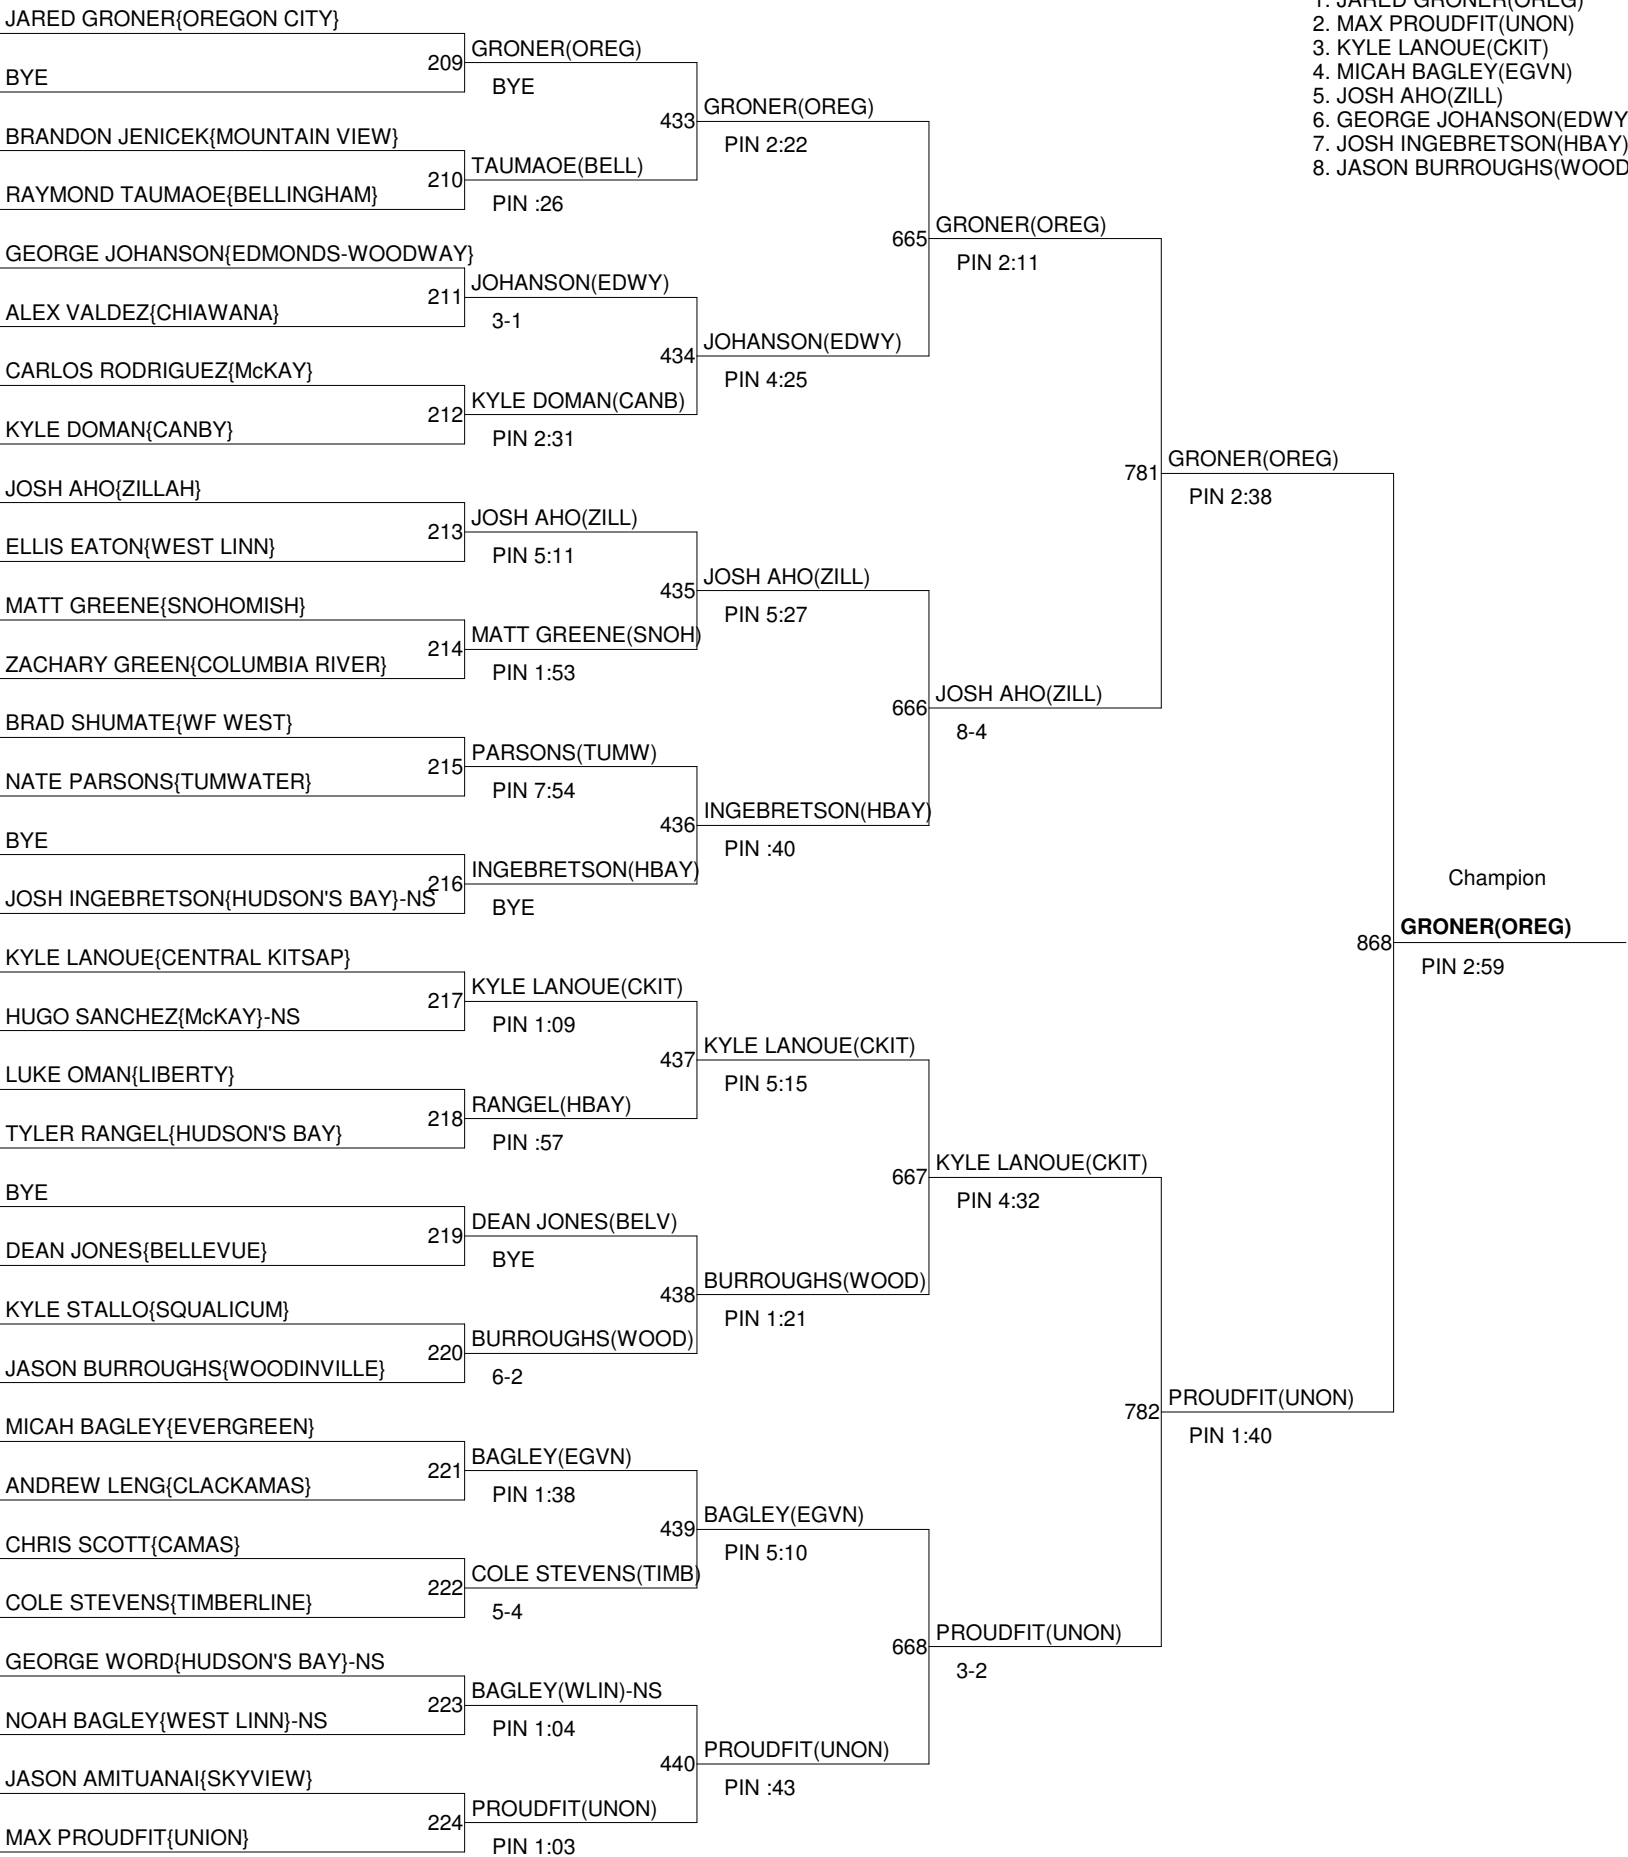 JARED GRONER{OREGON CITY}
BYE
BRANDON JENICEK{MOUNTAIN VIEW}
RAYMOND TAUMAOE{BELLINGHAM}
GEORGE JOHANSON{EDMONDS-WOODWAY}
ALEX VALDEZ{CHIAWANA}
CARLOS RODRIGUEZ{McKAY}
KYLE DOMAN{CANBY}
JOSH AHO{ZILLAH}
ELLIS EATON{WEST LINN}
MATT GREENE{SNOHOMISH}
ZACHARY GREEN{COLUMBIA RIVER}
BRAD SHUMATE{WF WEST}
NATE PARSONS{TUMWATER}
BYE
JOSH INGEBRETSON{HUDSON'S BAY}-NS
KYLE LANOUE{CENTRAL KITSAP}
HUGO SANCHEZ{McKAY}-NS
LUKE OMAN{LIBERTY}
TYLER RANGEL{HUDSON'S BAY}
BYE
DEAN JONES{BELLEVUE}
KYLE STALLO{SQUALICUM}
JASON BURROUGHS{WOODINVILLE}
MICAH BAGLEY{EVERGREEN}
ANDREW LENG{CLACKAMAS}
CHRIS SCOTT{CAMAS}
COLE STEVENS{TIMBERLINE}
GEORGE WORD{HUDSON'S BAY}-NS
NOAH BAGLEY{WEST LINN}-NS
JASON AMITUANAI{SKYVIEW}
MAX PROUDFIT{UNION}
209 GRONER(OREG)
BYE
210 TAUMAOE(BELL)
PIN :26
211 JOHANSON(EDWY)
3-1
212 KYLE DOMAN(CANB)
PIN 2:31
213 JOSH AHO(ZILL)
PIN 5:11
214 MATT GREENE(SNOH)
PIN 1:53
215 PARSONS(TUMW)
PIN 7:54
216 INGEBRETSON(HBAY)
BYE
217 KYLE LANOUE(CKIT)
PIN 1:09
218 RANGEL(HBAY)
PIN :57
219 DEAN JONES(BELV)
BYE
220 BURROUGHS(WOOD)
6-2
221 BAGLEY(EGVN)
PIN 1:38
222 COLE STEVENS(TIMB)
5-4
223 BAGLEY(WLIN)-NS
PIN 1:04
224 PROUDFIT(UNON)
PIN 1:03
433 GRONER(OREG)
PIN 2:22
434 JOHANSON(EDWY)
PIN 4:25
435 JOSH AHO(ZILL)
PIN 5:27
436 INGEBRETSON(HBAY)
PIN :40
437 KYLE LANOUE(CKIT)
PIN 5:15
438 BURROUGHS(WOOD)
PIN 1:21
439 BAGLEY(EGVN)
PIN 5:10
440 PROUDFIT(UNON)
PIN :43
665 GRONER(OREG)
PIN 2:11
666 JOSH AHO(ZILL)
8-4
667 KYLE LANOUE(CKIT)
PIN 4:32
668 PROUDFIT(UNON)
3-2
781 GRONER(OREG)
PIN 2:38
782 PROUDFIT(UNON)
PIN 1:40
Champion
868 GRONER(OREG)
PIN 2:59
1. JARED GRONER(OREG)
2. MAX PROUDFIT(UNON)
3. KYLE LANOUE(CKIT)
4. MICAH BAGLEY(EGVN)
5. JOSH AHO(ZILL)
6. GEORGE JOHANSON(EDWY
7. JOSH INGEBRETSON(HBAY)
8. JASON BURROUGHS(WOOD